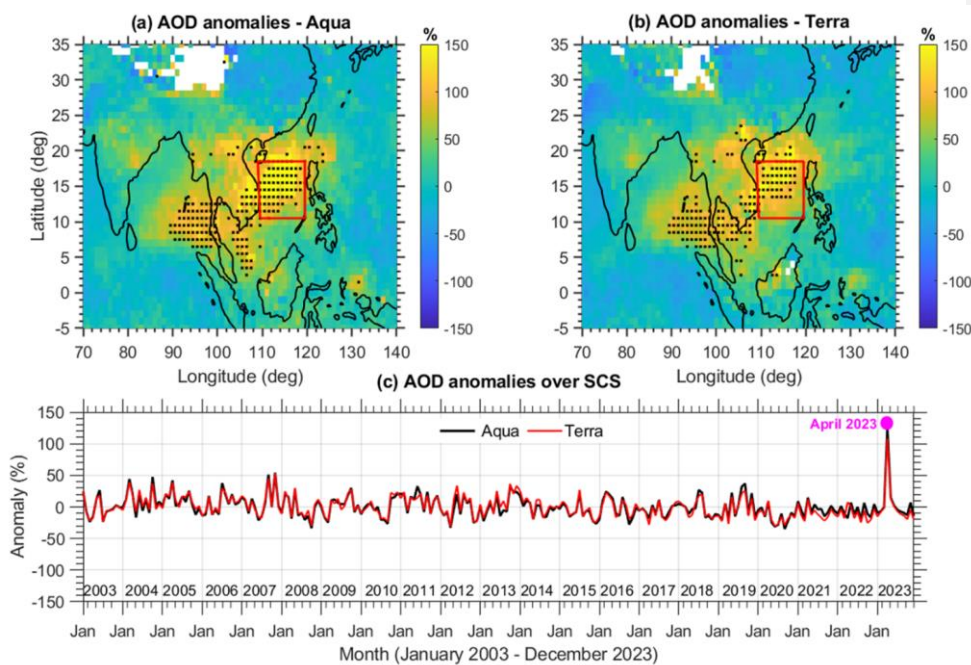 (a) AOD anomalies - Aqua
(b) AOD anomalies - Terra
35
30
25
20
15
10
5
0
-5
Latitude (deg)
70 80 90 100 110 120 130 140
Longitude (deg)
%
150
100
50
0
-50
-100
-150
35
30
25
20
15
10
5
0
-5
70 80 90 100 110 120 130 140
Longitude (deg)
%
150
100
50
0
-50
-100
-150
(c) AOD anomalies over SCS
150
100
50
0
-50
-100
-150
Anomaly (%)
Aqua Terra
April 2023
2003 2004 2005 2006 2007 2008 2009 2010 2011 2012 2013 2014 2015 2016 2017 2018 2019 2020 2021 2022 2023
Jan Jan Jan Jan Jan Jan Jan Jan Jan Jan Jan Jan Jan Jan Jan Jan Jan Jan Jan Jan Jan
Month (January 2003 - December 2023)